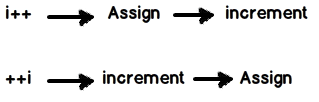 i++ Assign increment
++i increment Assign